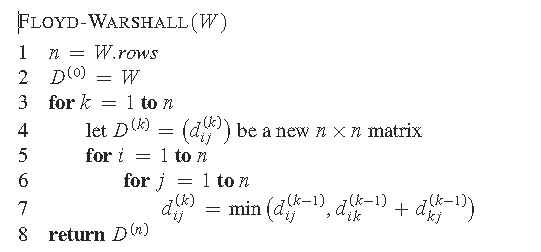 FLOYD-WARSHALL(W)
1 n = W.rows
2 D^(0) = W
3 for k = 1 to n
4 let D^(k) = (d_ij^(k)) be a new n × n matrix
5 for i = 1 to n
6 for j = 1 to n
7 d_ij^(k) = min (d_ij^(k−1), d_ik^(k−1) + d_kj^(k−1))
8 return D^(n)